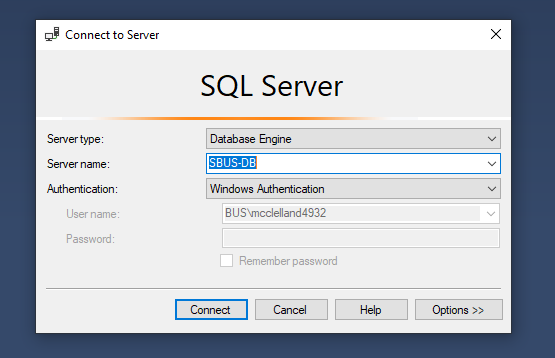 Connect to Server
SQL Server
Server type: Database Engine
Server name: SBUS-DB
Authentication: Windows Authentication
User name: BUS\mcclelland4932
Password:
Remember password
Connect Cancel Help Options >>